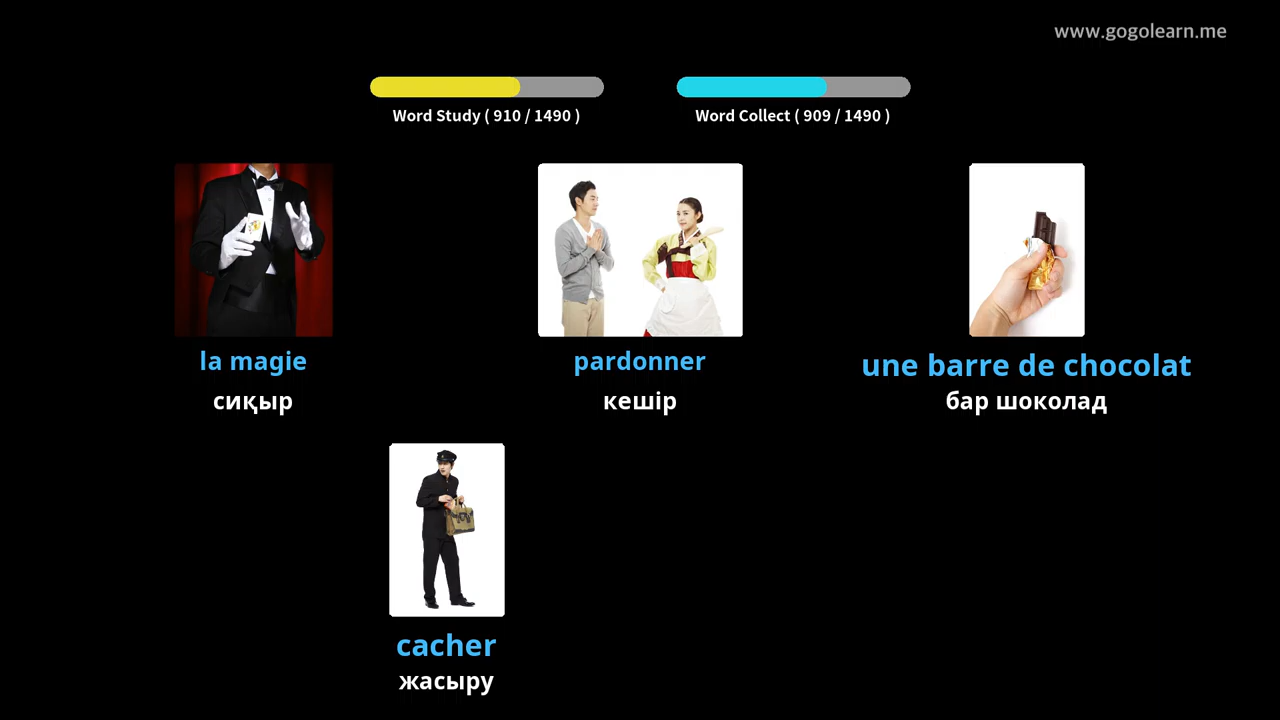 www.gogolearn.me
Word Study ( 910 / 1490 )
Word Collect ( 909 / 1490 )
la magie
сиқыр
pardonner
кешір
une barre de chocolat
бар шоколад
cacher
жасыру